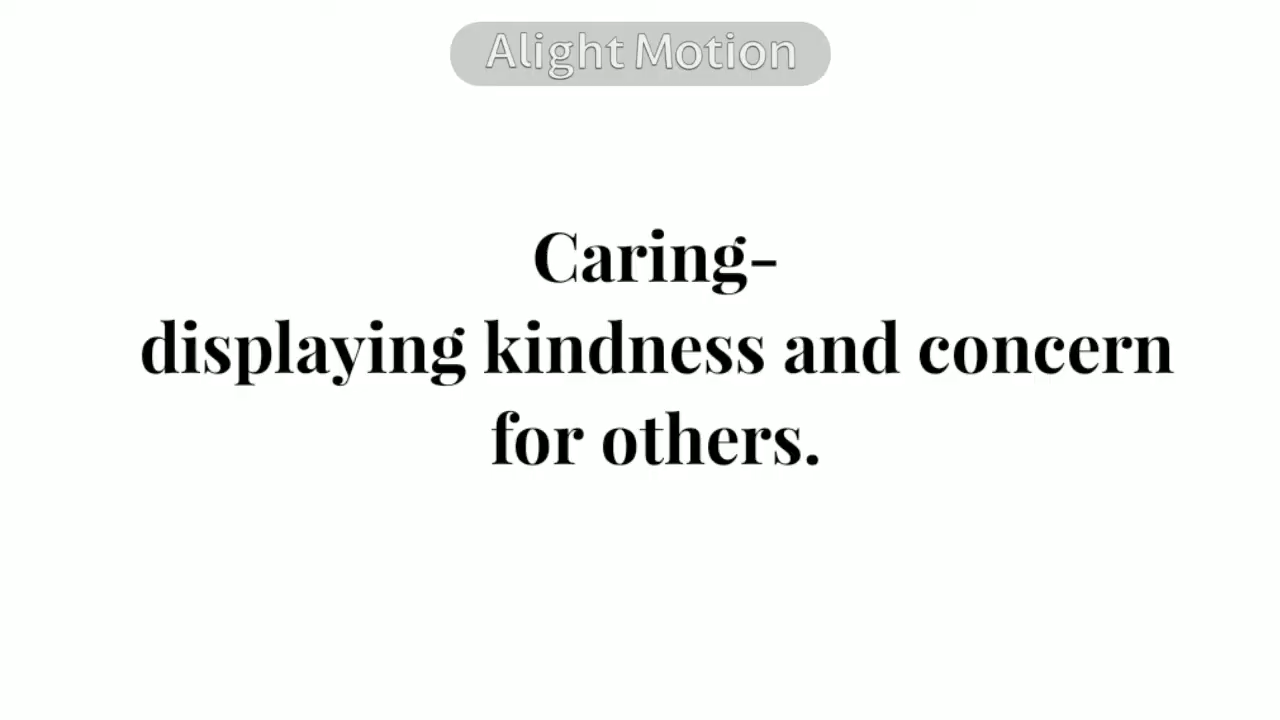 Alight Motion
Caring-
displaying kindness and concern
for others.